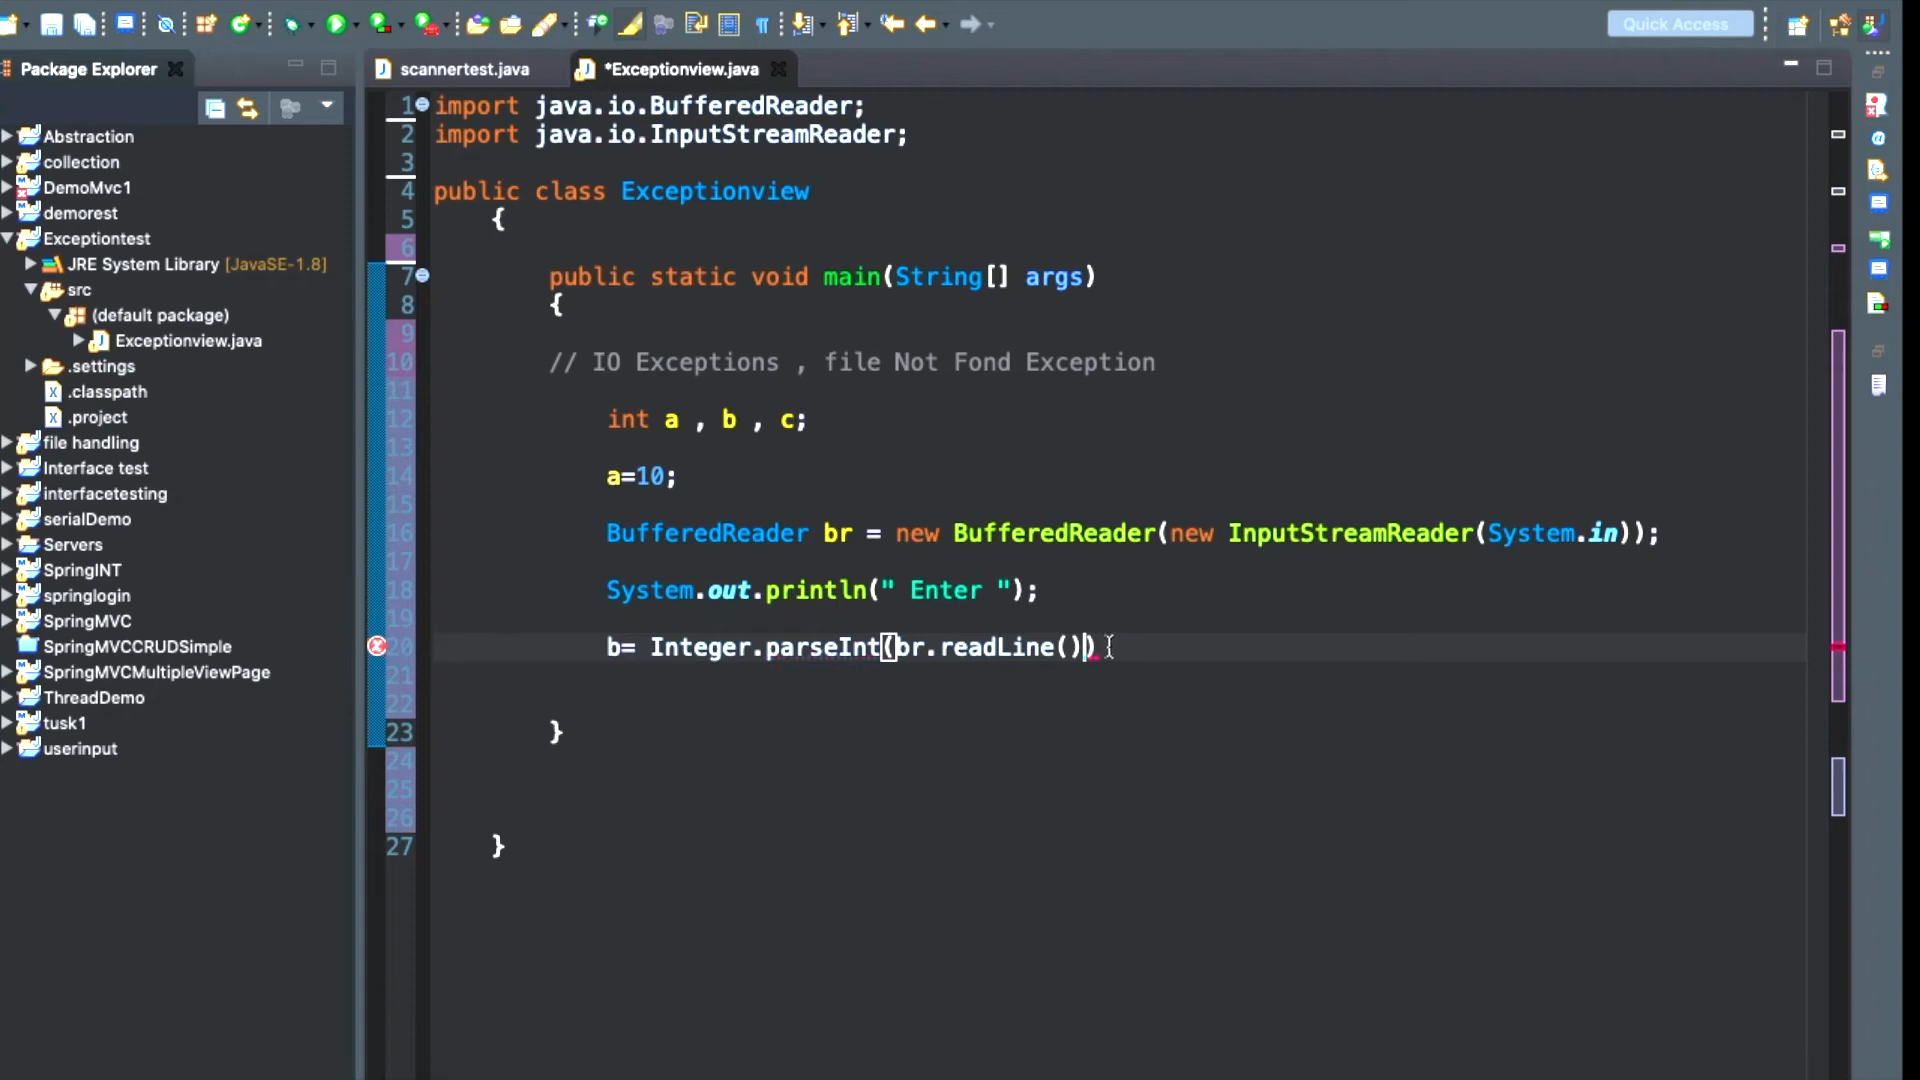 Quick Access
Package Explorer
scannertest.java
*Exceptionview.java
Abstraction
collection
DemoMvc1
demorest
Exceptiontest
JRE System Library [JavaSE-1.8]
src
(default package)
Exceptionview.java
.settings
.classpath
.project
file handling
Interface test
interfacetesting
serialDemo
Servers
SpringINT
springlogin
SpringMVC
SpringMVCCRUDSimple
SpringMVCMultipleViewPage
ThreadDemo
tusk1
userinput
1 import java.io.BufferedReader;
2 import java.io.InputStreamReader;
3
4 public class Exceptionview
5 {
6
7 public static void main(String[] args)
8 {
9
10 // IO Exceptions , file Not Fond Exception
11
12 int a , b , c;
13
14 a=10;
15
16 BufferedReader br = new BufferedReader(new InputStreamReader(System.in));
17
18 System.out.println(" Enter ");
19
20 b= Integer.parseInt(br.readLine())
21
22
23 }
24
25
26
27 }